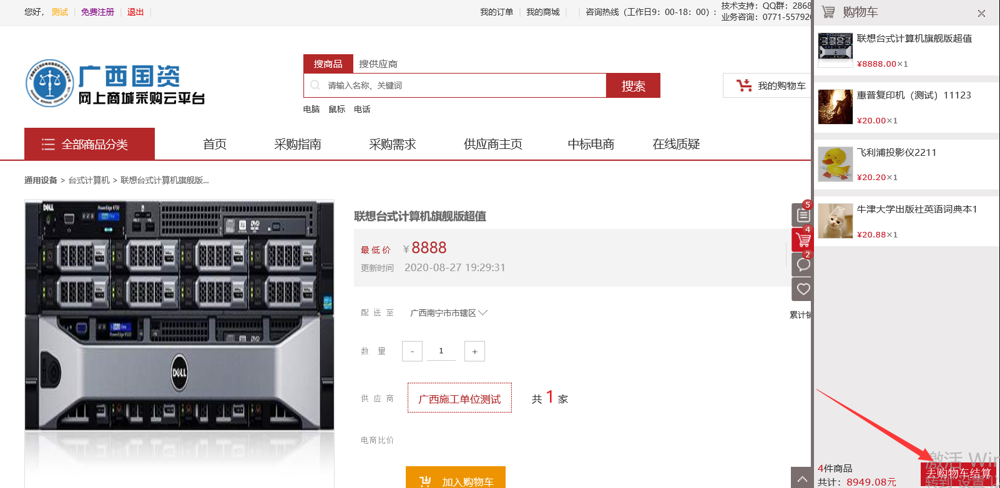 您好， 测试 免费注册 退出
我的订单 我的商城 咨询热线（工作日9：00-18：00）：
技术支持：QQ群：2868
业务咨询：0771-557920
广西国资
网上商城采购云平台
搜商品 搜供应商
请输入名称、关键词 搜索
我的购物车
电脑 鼠标 电话
全部商品分类 首页 采购指南 采购需求 供应商主页 中标电商 在线质疑
通用设备 > 台式计算机 > 联想台式计算机旗舰版...
DELL
DELL
联想台式计算机旗舰版超值
最低价 ¥ 8888
更新时间 2020-08-27 19:29:31
配送至 广西南宁市市辖区
累计销
数量 - 1 +
供应商 广西施工单位测试 共 1 家
电商比价
加入购物车
5
4
2
购物车
联想台式计算机旗舰版超值
¥8888.00×1
惠普复印机（测试）11123
¥20.00×1
飞利浦投影仪2211
¥20.20×1
牛津大学出版社英语词典本1
¥20.88×1
激活 Win
4件商品
去购物车结算
共计：8949.08元
转到"设置"以